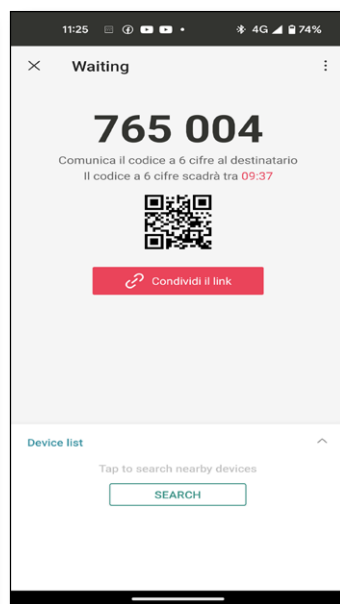 11:25 4G 74%
Waiting
765 004
Comunica il codice a 6 cifre al destinatario
Il codice a 6 cifre scadrà tra 09:37
Condividi il link
Device list
Tap to search nearby devices
SEARCH